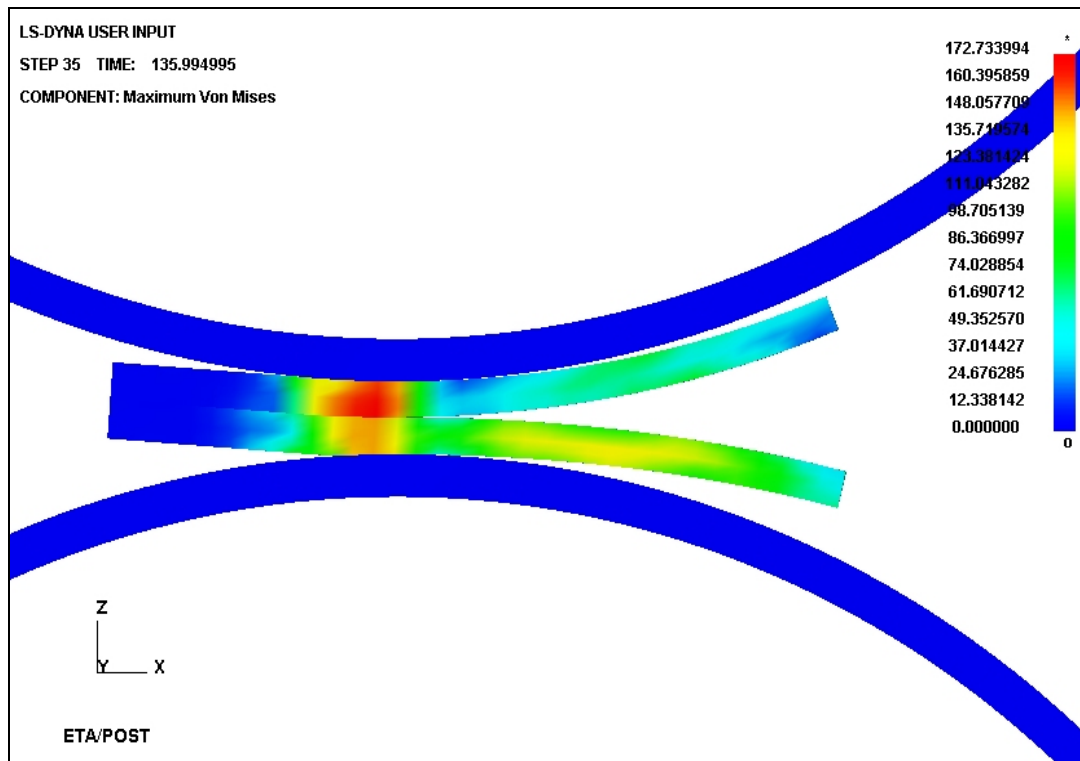 LS-DYNA USER INPUT
STEP 35 TIME: 135.994995
COMPONENT: Maximum Von Mises
*
172.733994
160.395859
148.057709
135.719574
123.381424
111.043282
98.705139
86.366997
74.028854
61.690712
49.352570
37.014427
24.676285
12.338142
0.000000
0
Z
Y X
ETA/POST